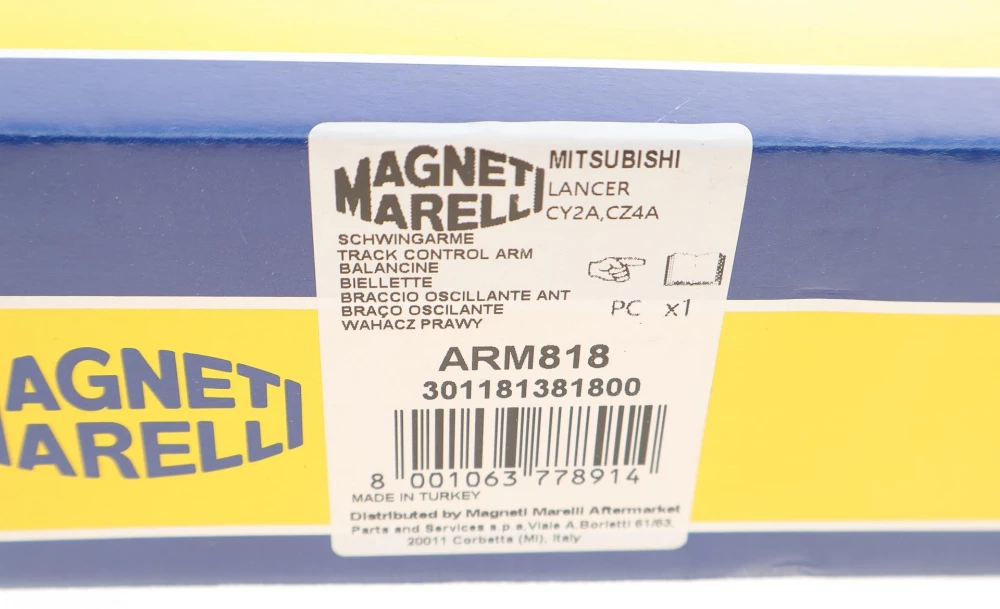 MAGNETI
MARELLI
MITSUBISHI
LANCER
CY2A,CZ4A
SCHWINGARME
TRACK CONTROL ARM
BALANCINE
BIELLETTE
BRACCIO OSCILLANTE ANT
BRAÇO OSCILANTE
WAHACZ PRAWY
PC x1
ARM818
301181381800
8 001063 778914
MADE IN TURKEY
Distributed by Magneti Marelli Aftermarket
Parts and Services s.p.a, Viale A.Borletti 61/63,
20011 Corbetta (MI), Italy
AGNETI
ARELLI